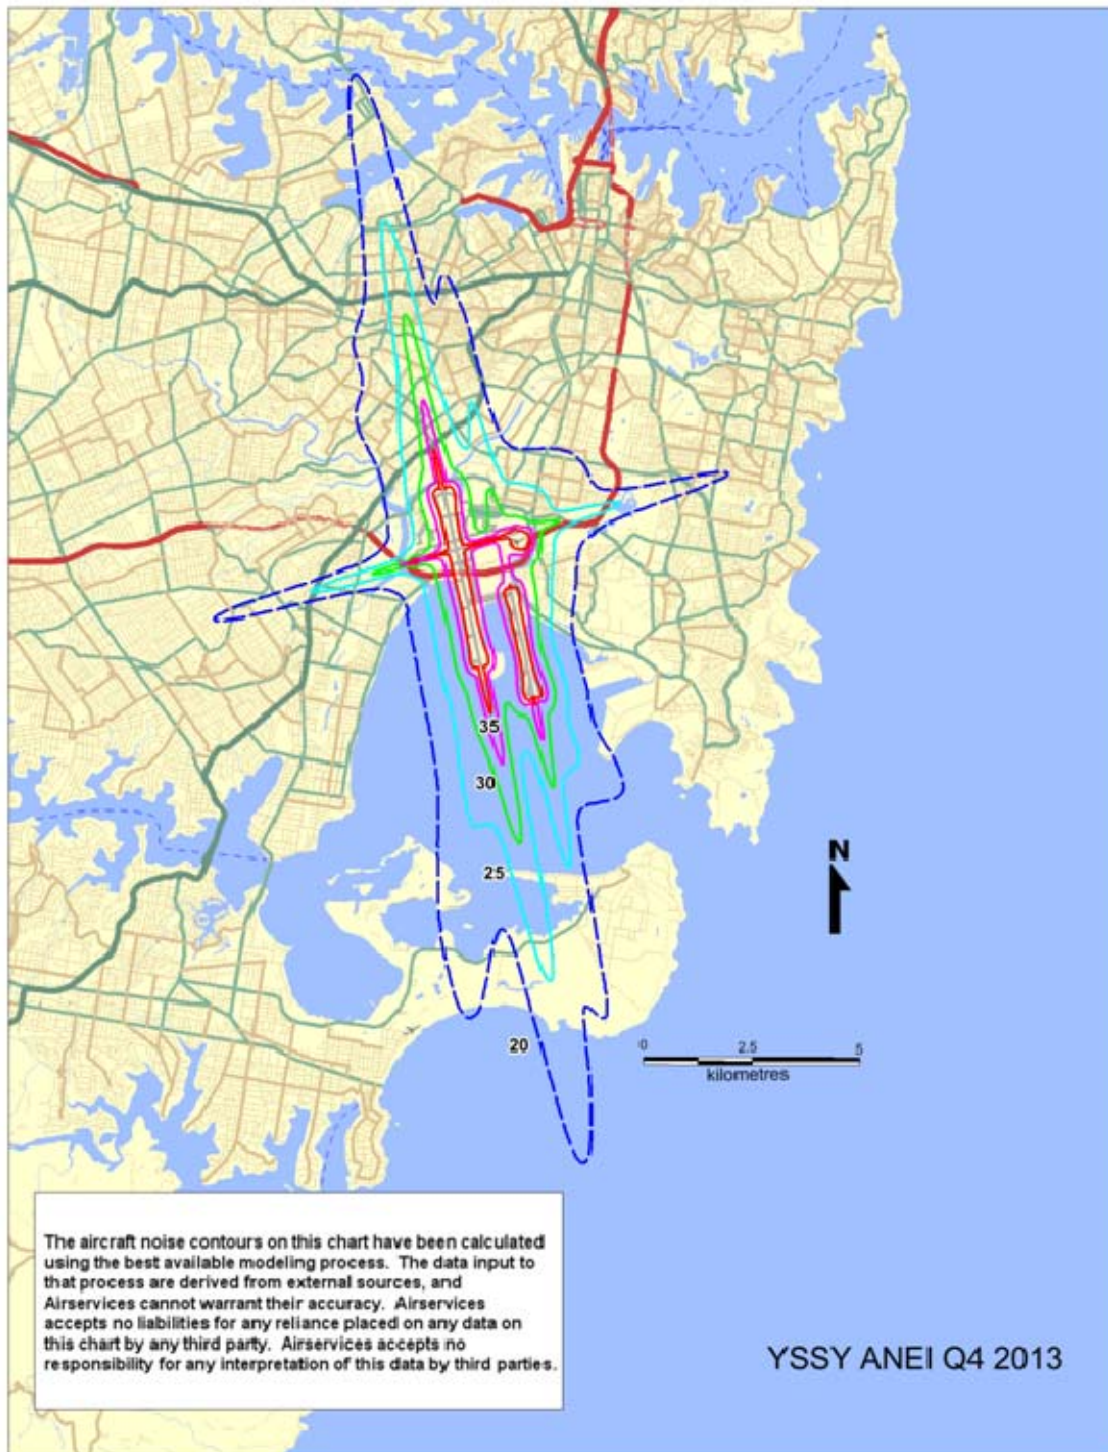 35
30
25
N
20
0 2.5 5
kilometres
The aircraft noise contours on this chart have been calculated
using the best available modeling process. The data input to
that process are derived from external sources, and
Airservices cannot warrant their accuracy. Airservices
accepts no liabilities for any reliance placed on any data on
this chart by any third party. Airservices accepts no
responsibility for any interpretation of this data by third parties.
YSSY ANEI Q4 2013